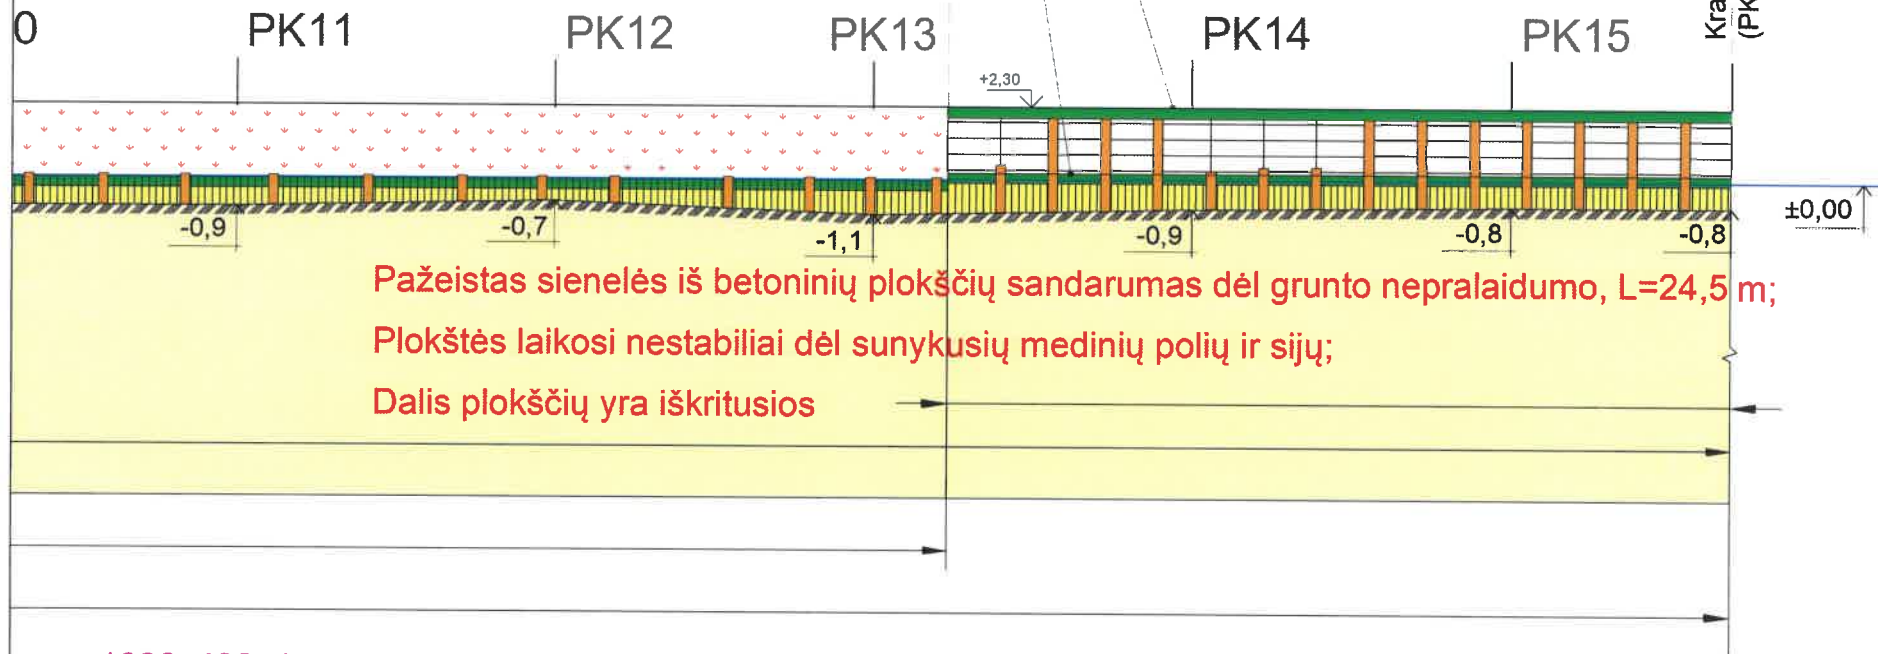 0 PK11 PK12 PK13 PK14 PK15
Kra
(PK
+2,30
±0,00
-0,9 -0,7 -1,1 -0,9 -0,8 -0,8
Pažeistas sienelės iš betoninių plokščių sandarumas dėl grunto nepralaidumo, L=24,5 m;
Plokštės laikosi nestabiliai dėl sunykusių medinių polių ir sijų;
Dalis plokščių yra iškritusios